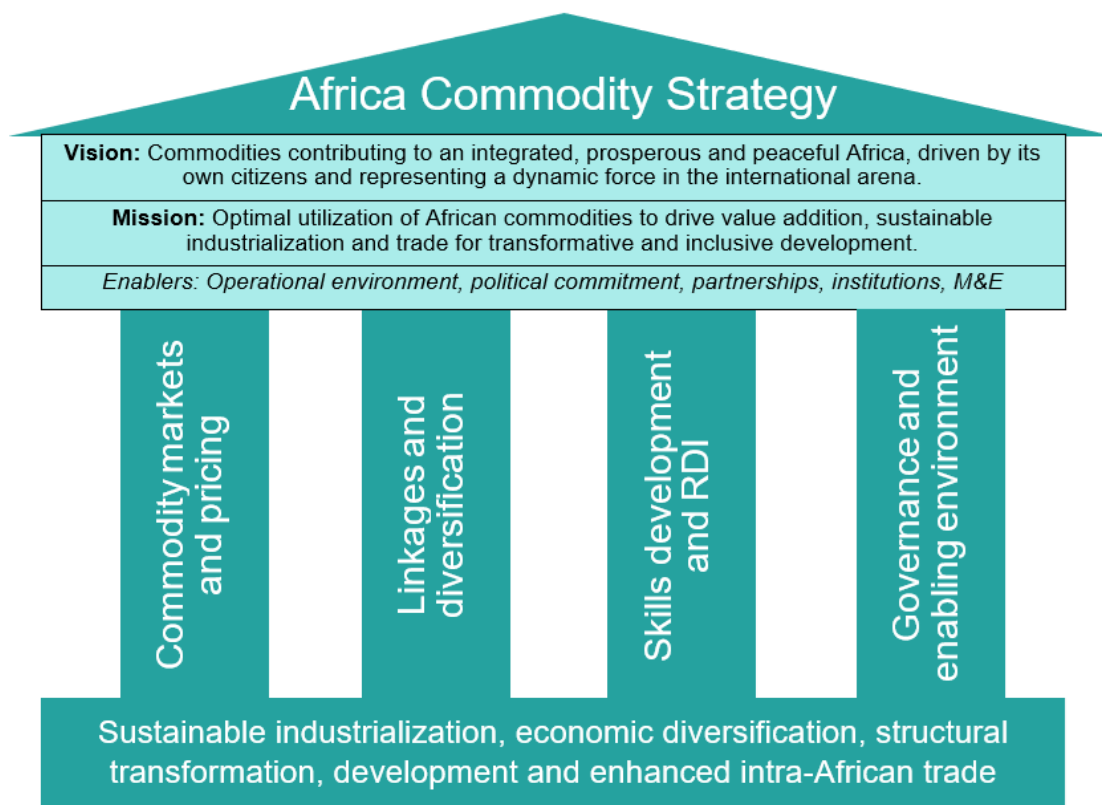 Africa Commodity Strategy
Vision: Commodities contributing to an integrated, prosperous and peaceful Africa, driven by its
own citizens and representing a dynamic force in the international arena.
Mission: Optimal utilization of African commodities to drive value addition, sustainable
industrialization and trade for transformative and inclusive development.
Enablers: Operational environment, political commitment, partnerships, institutions, M&E
Commodity markets
and pricing
Linkages and
diversification
Skills development
and RDI
Governance and
enabling environment
Sustainable industrialization, economic diversification, structural
transformation, development and enhanced intra-African trade